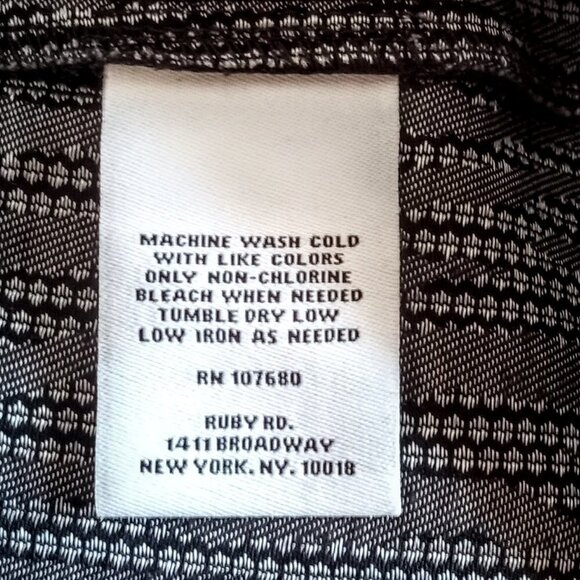 MACHINE WASH COLD
WITH LIKE COLORS
ONLY NON-CHLORINE
BLEACH WHEN NEEDED
TUMBLE DRY LOW
LOW IRON AS NEEDED
RN 107680
RUBY RD.
1411 BROADWAY
NEW YORK, NY. 10018